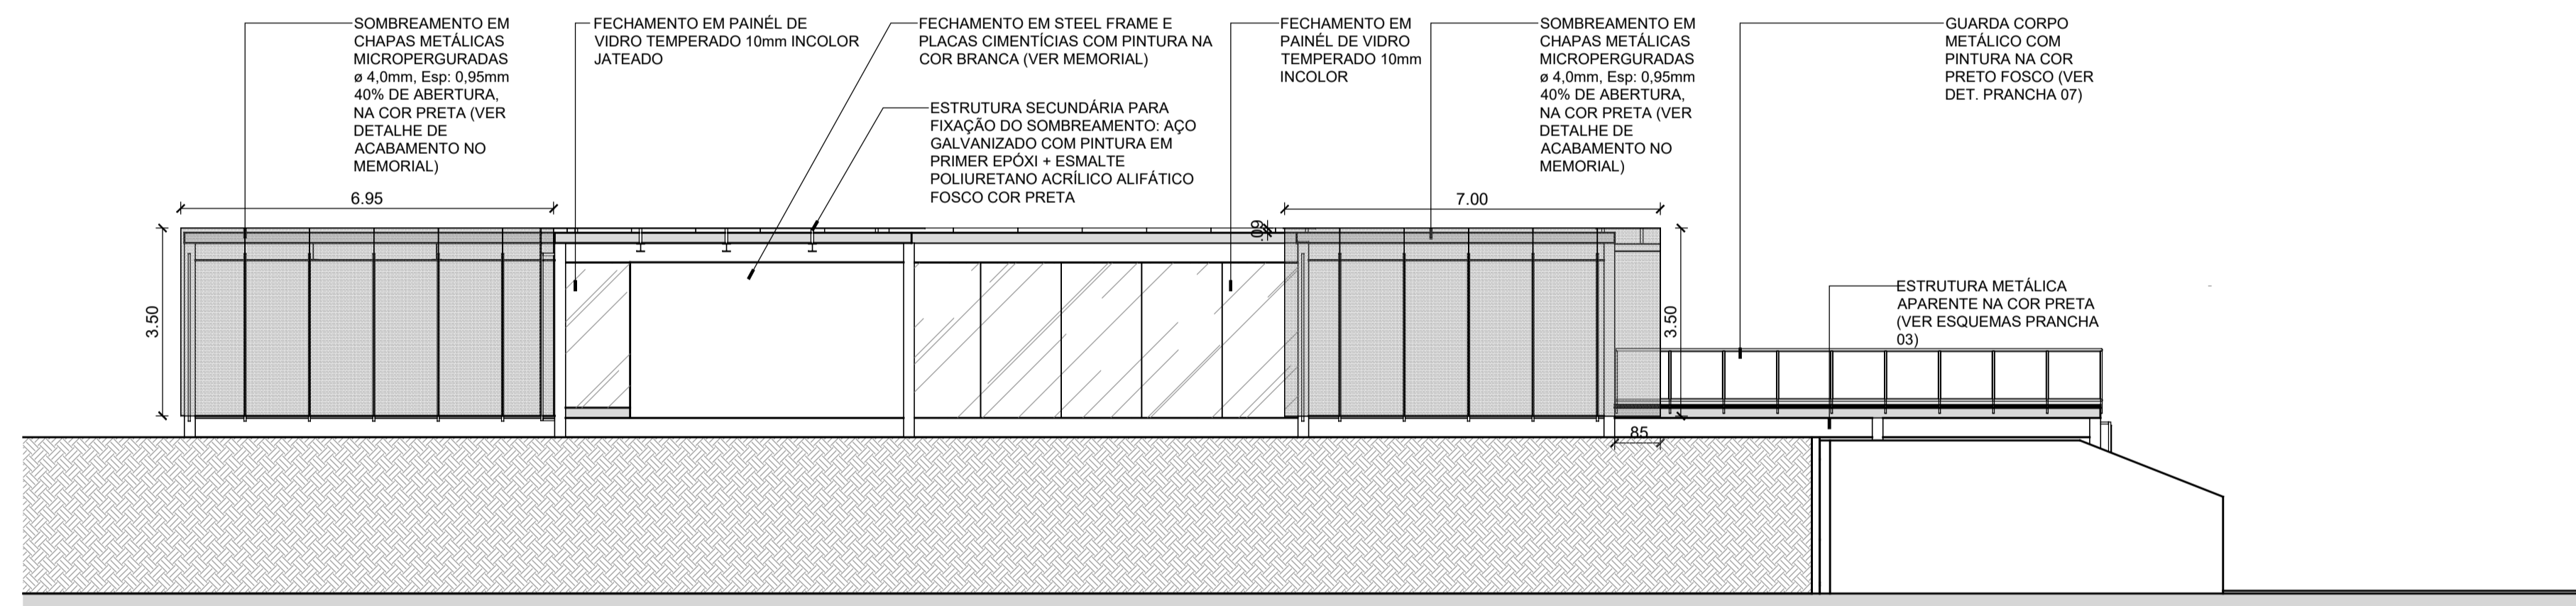 SOMBREAMENTO EM
CHAPAS METÁLICAS
MICROPERGURADAS
ø 4,0mm, Esp: 0,95mm
40% DE ABERTURA,
NA COR PRETA (VER
DETALHE DE
ACABAMENTO NO
MEMORIAL)
FECHAMENTO EM PAINÉL DE
VIDRO TEMPERADO 10mm INCOLOR
JATEADO
FECHAMENTO EM STEEL FRAME E
PLACAS CIMENTÍCIAS COM PINTURA NA
COR BRANCA (VER MEMORIAL)
ESTRUTURA SECUNDÁRIA PARA
FIXAÇÃO DO SOMBREAMENTO: AÇO
GALVANIZADO COM PINTURA EM
PRIMER EPÓXI + ESMALTE
POLIURETANO ACRÍLICO ALIFÁTICO
FOSCO COR PRETA
FECHAMENTO EM
PAINÉL DE VIDRO
TEMPERADO 10mm
INCOLOR
SOMBREAMENTO EM
CHAPAS METÁLICAS
MICROPERGURADAS
ø 4,0mm, Esp: 0,95mm
40% DE ABERTURA,
NA COR PRETA (VER
DETALHE DE
ACABAMENTO NO
MEMORIAL)
GUARDA CORPO
METÁLICO COM
PINTURA NA COR
PRETO FOSCO (VER
DET. PRANCHA 07)
6.95
7.00
.09
3.50
3.50
ESTRUTURA METÁLICA
APARENTE NA COR PRETA
(VER ESQUEMAS PRANCHA
03)
85